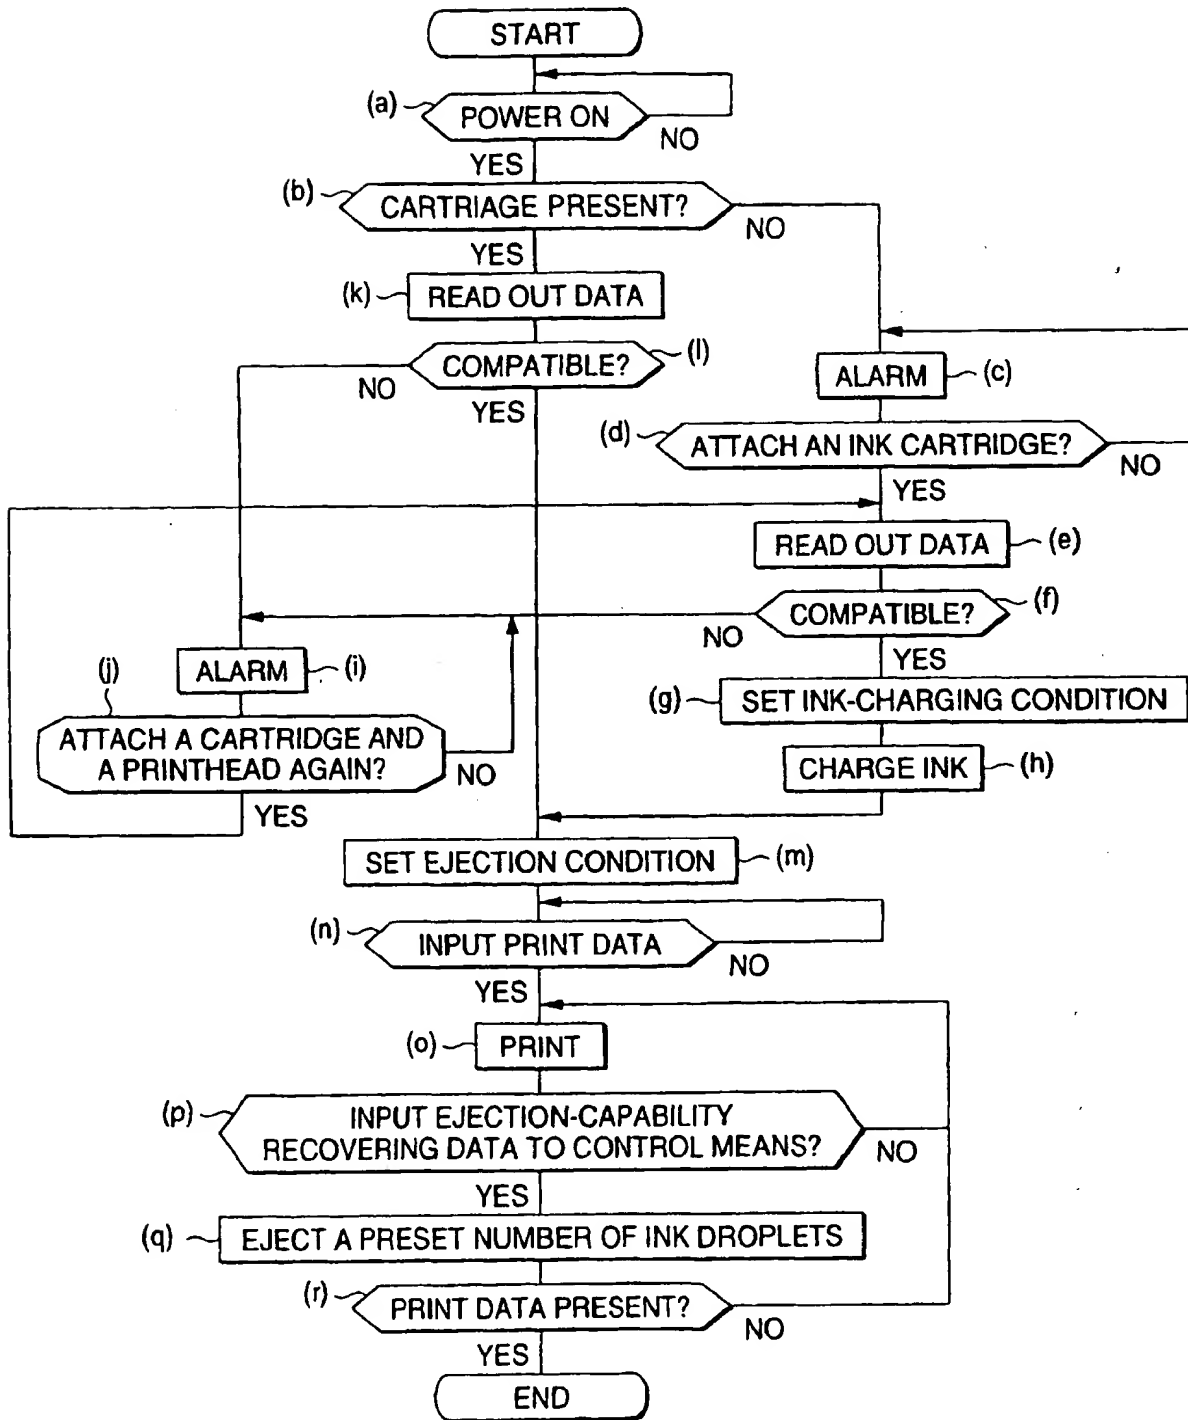 START
(a)
POWER ON
NO
YES
(b)
CARTRIAGE PRESENT?
NO
YES
(k)
READ OUT DATA
COMPATIBLE?
(l)
NO
YES
ALARM
(c)
(d)
ATTACH AN INK CARTRIDGE?
NO
YES
READ OUT DATA
(e)
COMPATIBLE?
(f)
NO
YES
(j)
ALARM
(i)
(g)
SET INK-CHARGING CONDITION
ATTACH A CARTRIDGE AND
A PRINTHEAD AGAIN?
NO
YES
CHARGE INK
(h)
SET EJECTION CONDITION
(m)
(n)
INPUT PRINT DATA
NO
YES
(o)
PRINT
(p)
INPUT EJECTION-CAPABILITY
RECOVERING DATA TO CONTROL MEANS?
NO
YES
(q)
EJECT A PRESET NUMBER OF INK DROPLETS
(r)
PRINT DATA PRESENT?
NO
YES
END